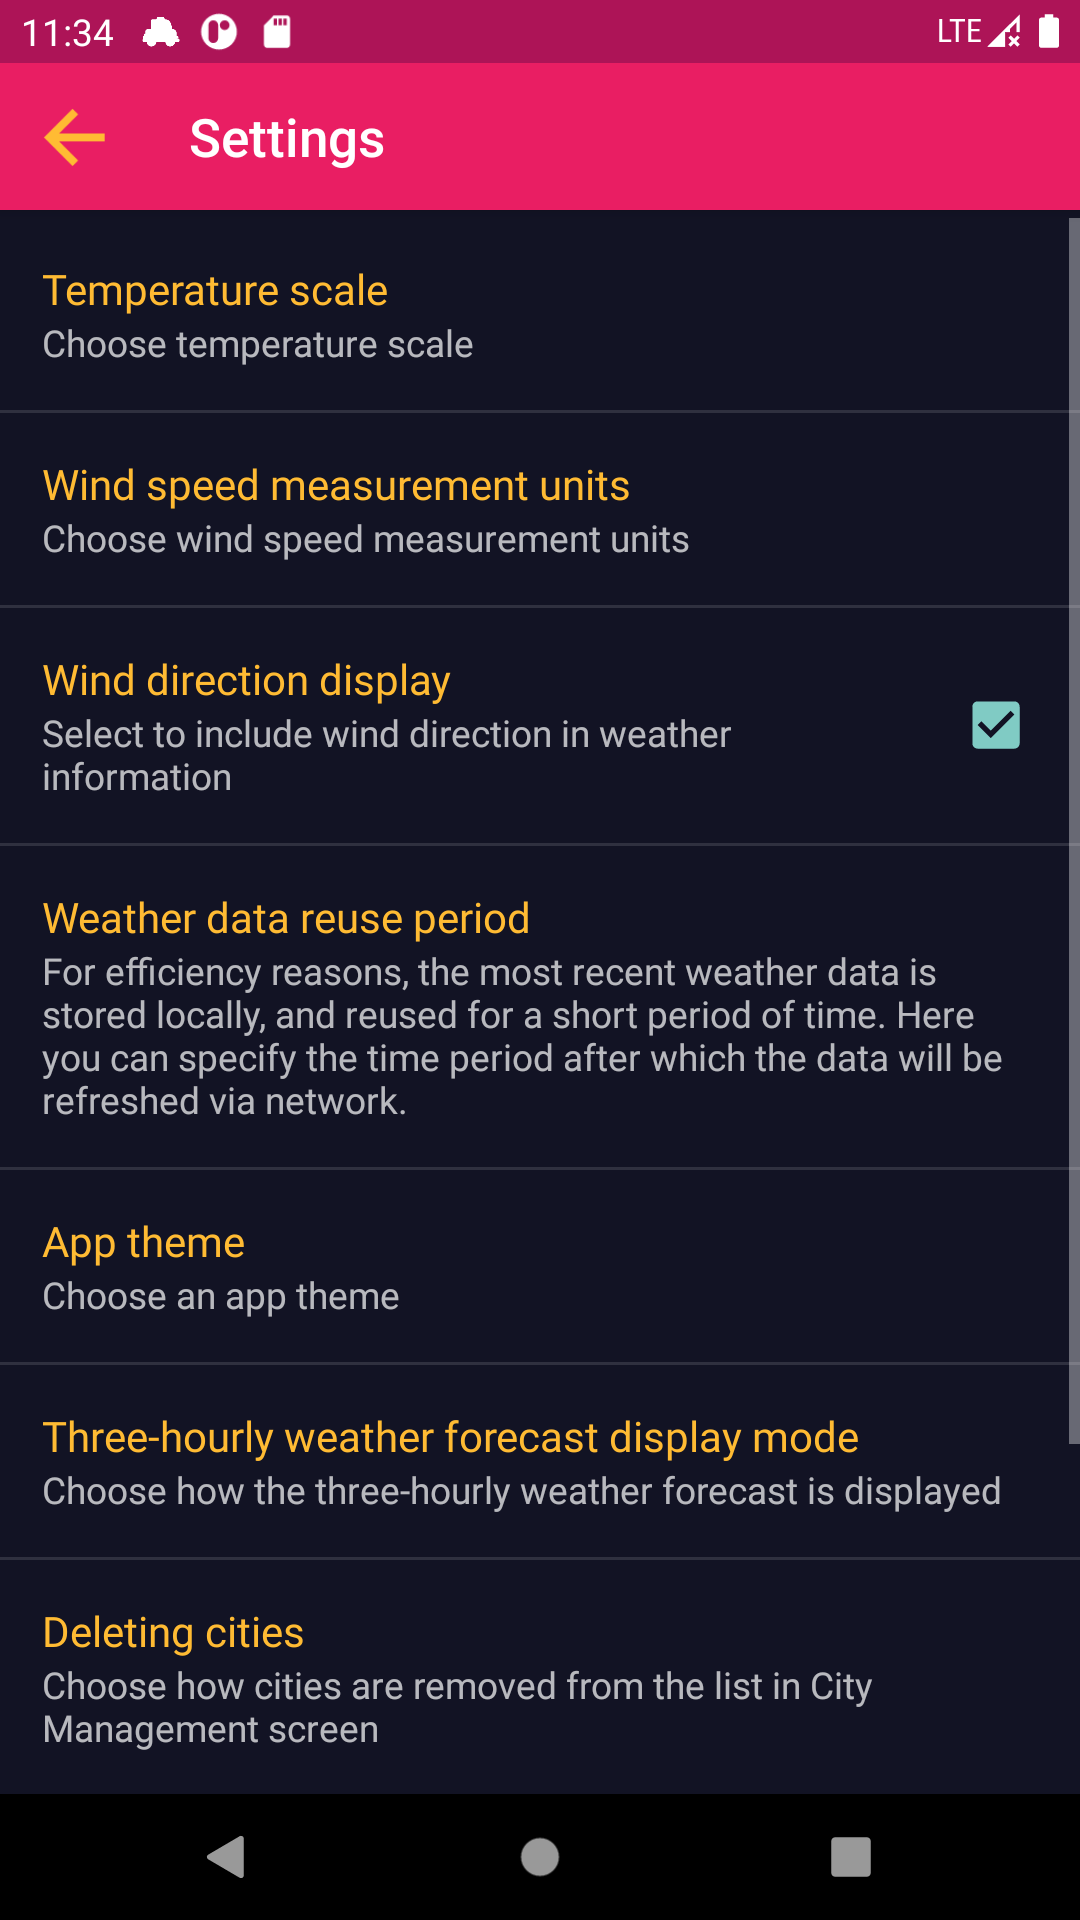 11:34
LTE
Settings
Temperature scale
Choose temperature scale
Wind speed measurement units
Choose wind speed measurement units
Wind direction display
Select to include wind direction in weather
information
Weather data reuse period
For efficiency reasons, the most recent weather data is
stored locally, and reused for a short period of time. Here
you can specify the time period after which the data will be
refreshed via network.
App theme
Choose an app theme
Three-hourly weather forecast display mode
Choose how the three-hourly weather forecast is displayed
Deleting cities
Choose how cities are removed from the list in City
Management screen